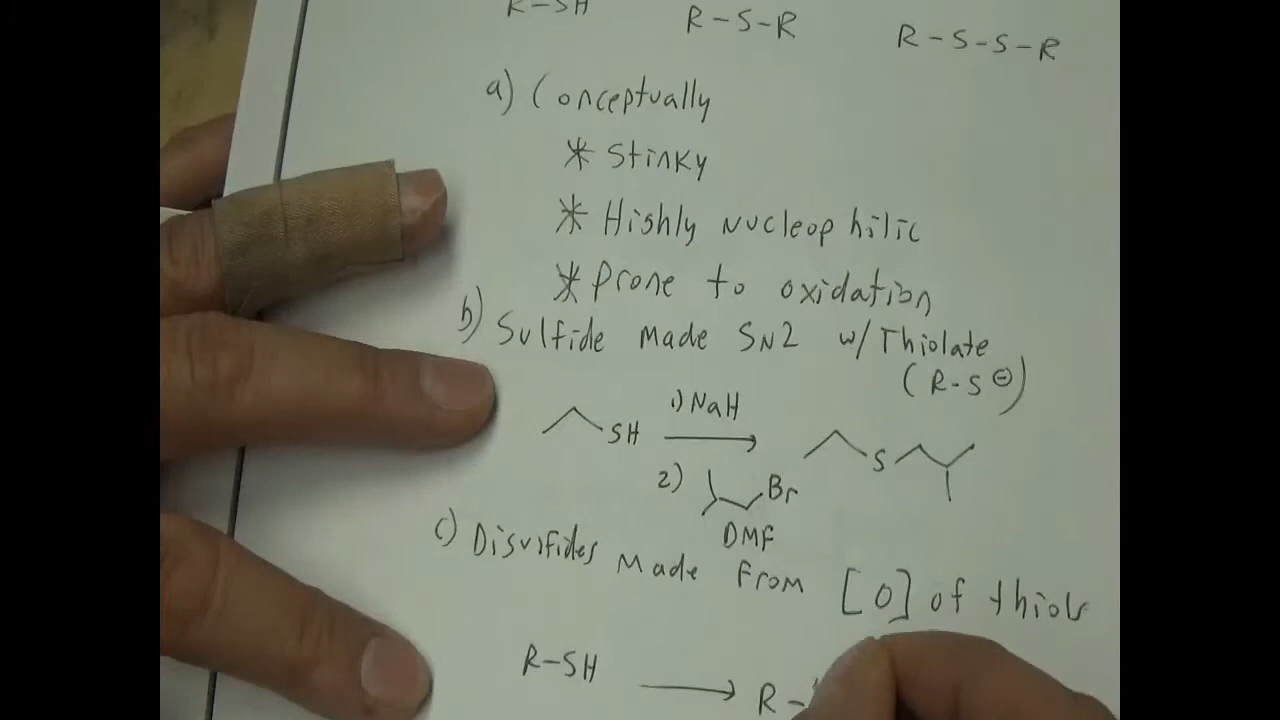 R-SH R-S-R R-S-S-R
a) Conceptually
* Stinky
* Highly nucleophilic
* Prone to oxidation
b) Sulfide made SN2 w/ Thiolate
(R-S⊖)
SH 1) NaH S
2) Br
DMF
c) Disulfides made from [O] of thiols
R-SH → R-